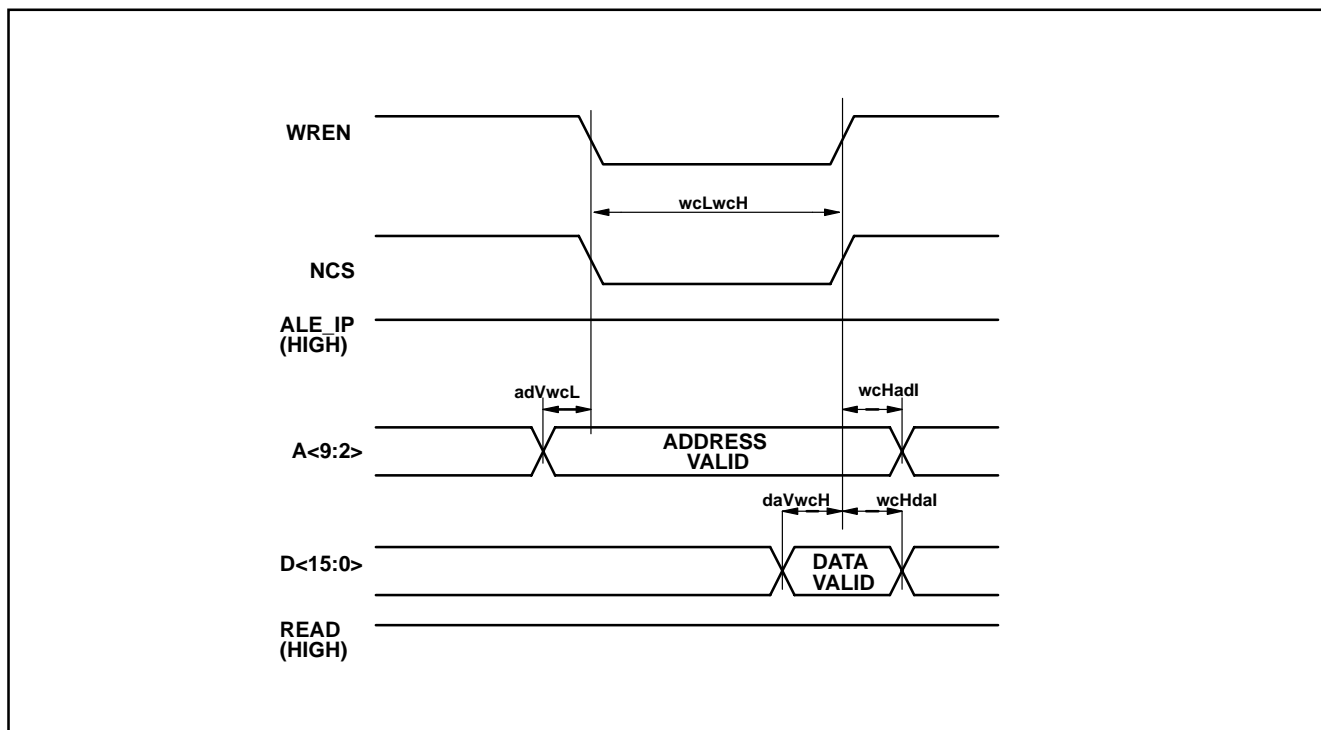 WREN
wcLwcH
NCS
ALE_IP
(HIGH)
adVwcL
wcHadI
A<9:2>
ADDRESS
VALID
daVwcH
wcHdaI
D<15:0>
DATA
VALID
READ
(HIGH)